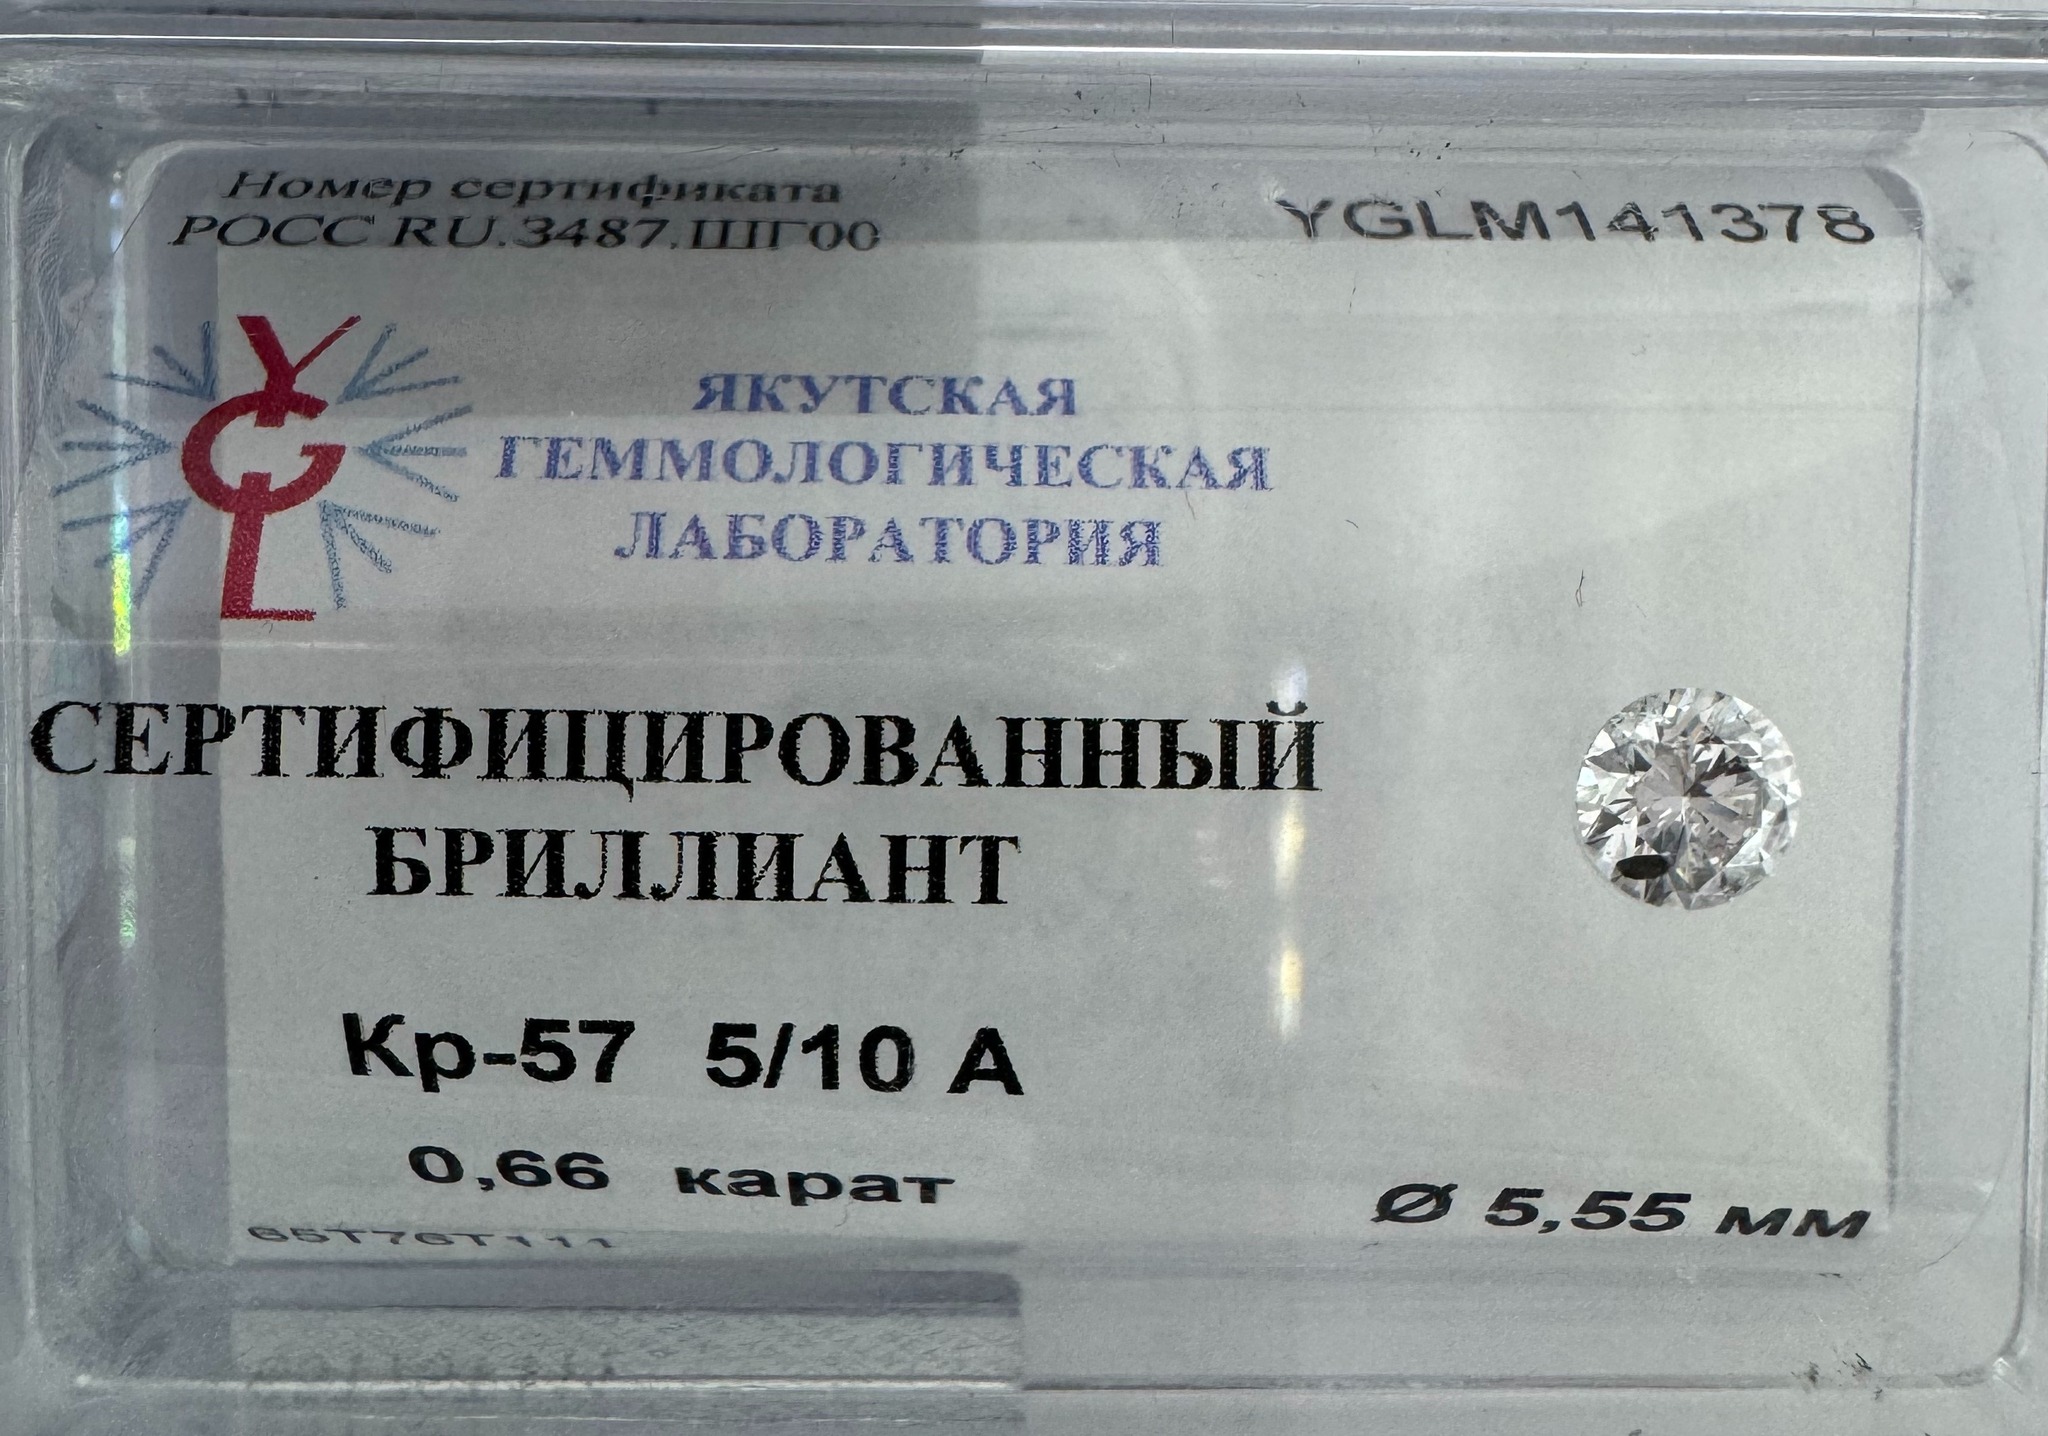 Номер сертификата
РОСС RU.3487.ШГ00
YGLM141378
YGL
ЯКУТСКАЯ
ГЕММОЛОГИЧЕСКАЯ
ЛАБОРАТОРИЯ
СЕРТИФИЦИРОВАННЫЙ
БРИЛЛИАНТ
Кр-57 5/10 А
0,66 карат
Ø 5,55 мм